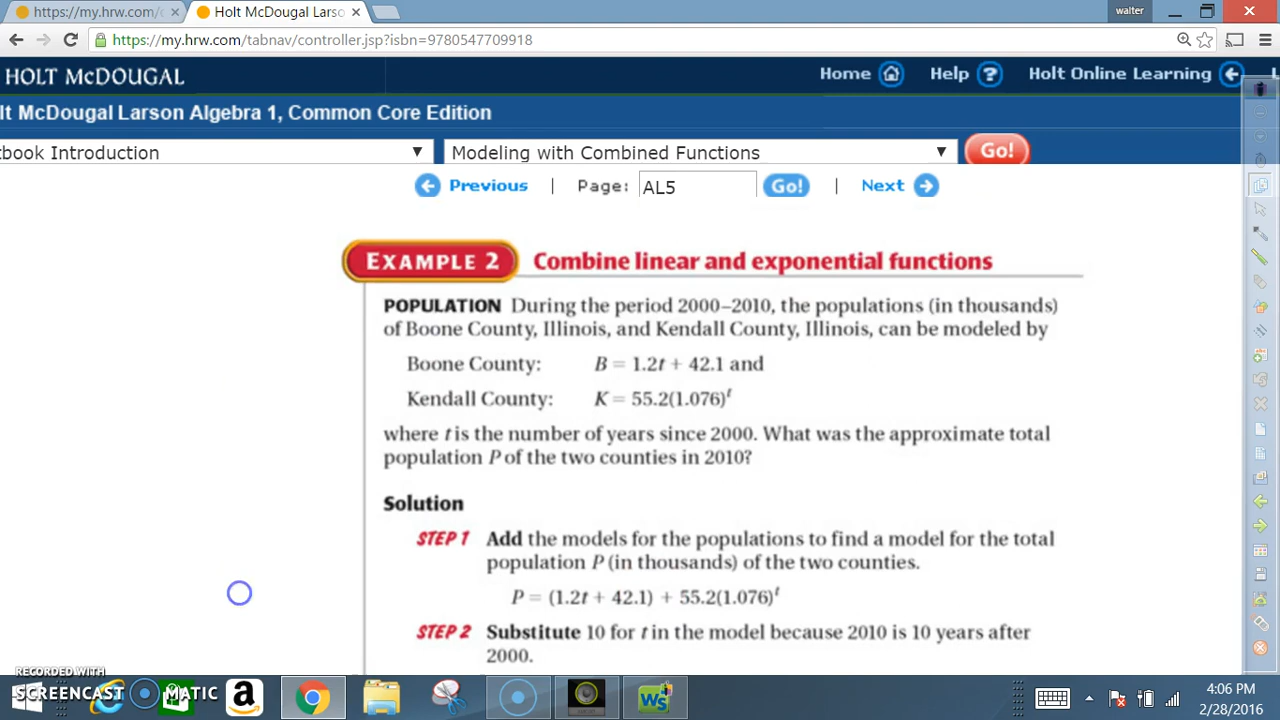 https://my.hrw.com/
Holt McDougal Larso
walter
https://my.hrw.com/tabnav/controller.jsp?isbn=9780547709918
HOLT McDOUGAL
Home
Help
Holt Online Learning
lt McDougal Larson Algebra 1, Common Core Edition
book Introduction
Modeling with Combined Functions
Go!
Previous | Page: AL5 Go! | Next
EXAMPLE 2 Combine linear and exponential functions
POPULATION During the period 2000–2010, the populations (in thousands)
of Boone County, Illinois, and Kendall County, Illinois, can be modeled by
Boone County: B = 1.2t + 42.1 and
Kendall County: K = 55.2(1.076)^t
where t is the number of years since 2000. What was the approximate total
population P of the two counties in 2010?
Solution
STEP 1 Add the models for the populations to find a model for the total
population P (in thousands) of the two counties.
P = (1.2t + 42.1) + 55.2(1.076)^t
STEP 2 Substitute 10 for t in the model because 2010 is 10 years after
2000.
RECORDED WITH
SCREENCAST MATIC
4:06 PM
2/28/2016